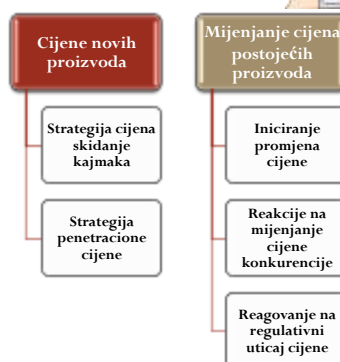 Cijene novih
proizvoda
Strategija cijena
skidanje
kajmaka
Strategija
penetracione
cijene
Mijenjanje cijena
postojećih
proizvoda
Iniciranje
promjena
cijene
Reakcije na
mijenjanje
cijene
konkurencije
Reagovanje na
regulativni
uticaj cijene